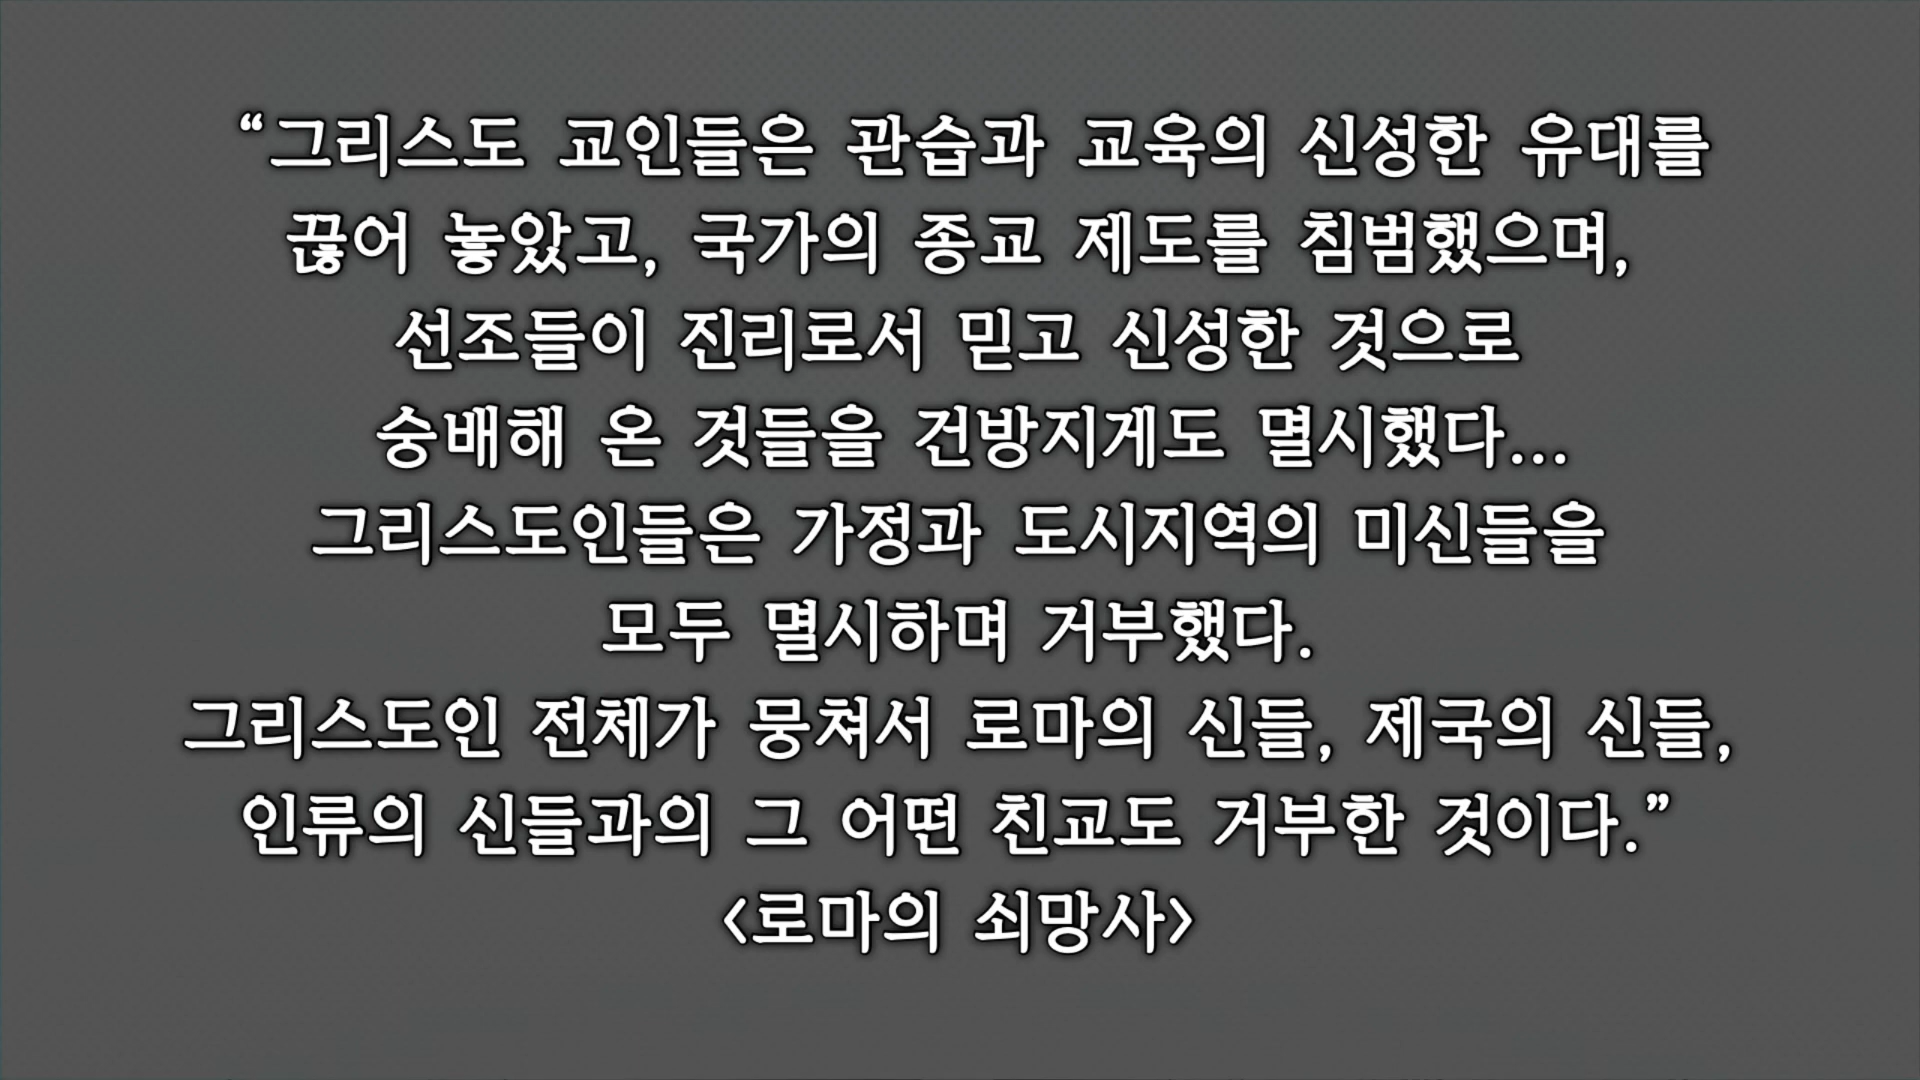 “그리스도 교인들은 관습과 교육의 신성한 유대를
끊어 놓았고, 국가의 종교 제도를 침범했으며,
선조들이 진리로서 믿고 신성한 것으로
숭배해 온 것들을 건방지게도 멸시했다...
그리스도인들은 가정과 도시지역의 미신들을
모두 멸시하며 거부했다.
그리스도인 전체가 뭉쳐서 로마의 신들, 제국의 신들,
인류의 신들과의 그 어떤 친교도 거부한 것이다.”
<로마의 쇠망사>